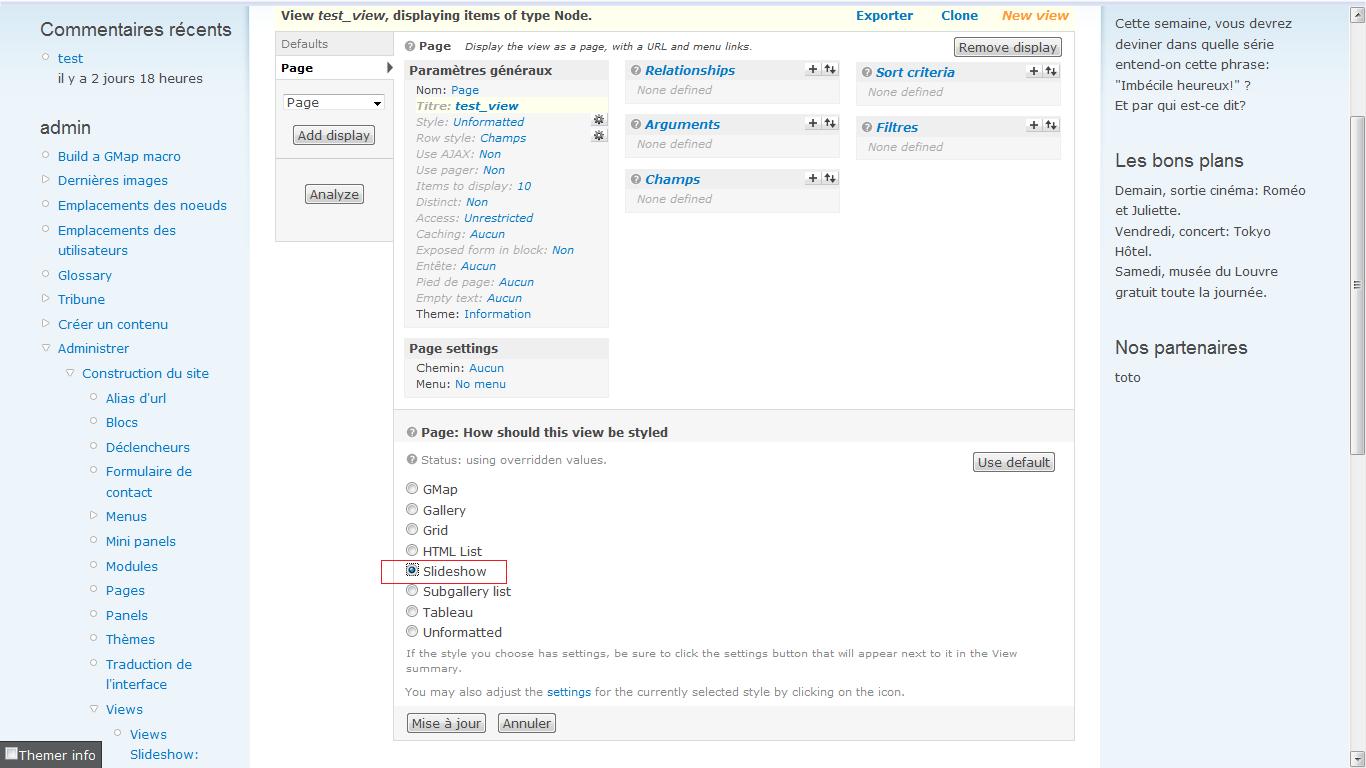 Commentaires récents
test
il y a 2 jours 18 heures
admin
Build a GMap macro
Dernières images
Emplacements des noeuds
Emplacements des
utilisateurs
Glossary
Tribune
Créer un contenu
Administrer
Construction du site
Alias d'url
Blocs
Déclencheurs
Formulaire de
contact
Menus
Mini panels
Modules
Pages
Panels
Thèmes
Traduction de
l'interface
Views
Views
Slideshow:
Themer info
View test_view, displaying items of type Node.
Exporter Clone New view
Defaults
Page
Page
Add display
Analyze
Page Display the view as a page, with a URL and menu links.
Remove display
Paramètres généraux
Nom: Page
Titre: test_view
Style: Unformatted
Row style: Champs
Use AJAX: Non
Use pager: Non
Items to display: 10
Distinct: Non
Access: Unrestricted
Caching: Aucun
Exposed form in block: Non
Entête: Aucun
Pied de page: Aucun
Empty text: Aucun
Theme: Information
Page settings
Chemin: Aucun
Menu: No menu
Relationships
None defined
Arguments
None defined
Champs
None defined
Sort criteria
None defined
Filtres
None defined
Page: How should this view be styled
Status: using overridden values.
Use default
GMap
Gallery
Grid
HTML List
Slideshow
Subgallery list
Tableau
Unformatted
If the style you choose has settings, be sure to click the settings button that will appear next to it in the View
summary.
You may also adjust the settings for the currently selected style by clicking on the icon.
Mise à jour Annuler
Cette semaine, vous devrez
deviner dans quelle série
entend-on cette phrase:
"Imbécile heureux!" ?
Et par qui est-ce dit?
Les bons plans
Demain, sortie cinéma: Roméo
et Juliette.
Vendredi, concert: Tokyo
Hôtel.
Samedi, musée du Louvre
gratuit toute la journée.
Nos partenaires
toto